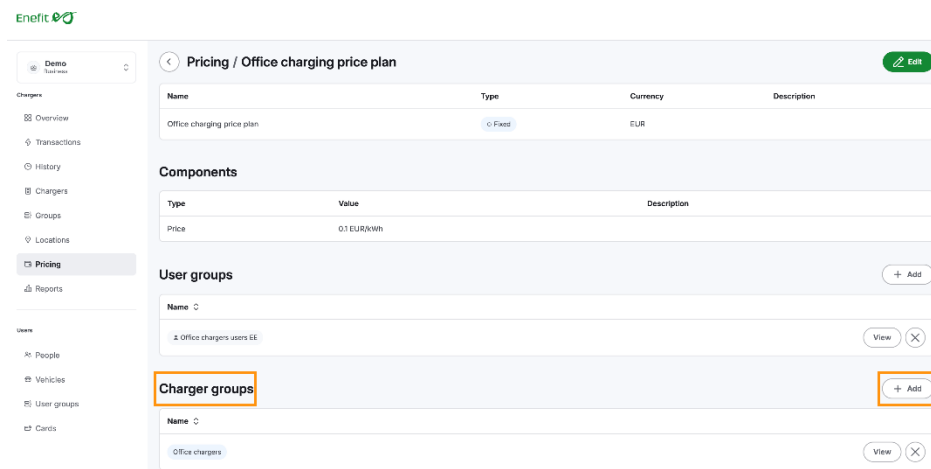 Enefit
Demo
Business
Chargers
Overview
Transactions
History
Chargers
Groups
Locations
Pricing
Reports
Users
People
Vehicles
User groups
Cards
Pricing / Office charging price plan
Edit
Name Type Currency Description
Office charging price plan Fixed EUR
Components
Type Value Description
Price 0.1 EUR/kWh
User groups
+ Add
Name
Office chargers users EE View
Charger groups
+ Add
Name
Office chargers View